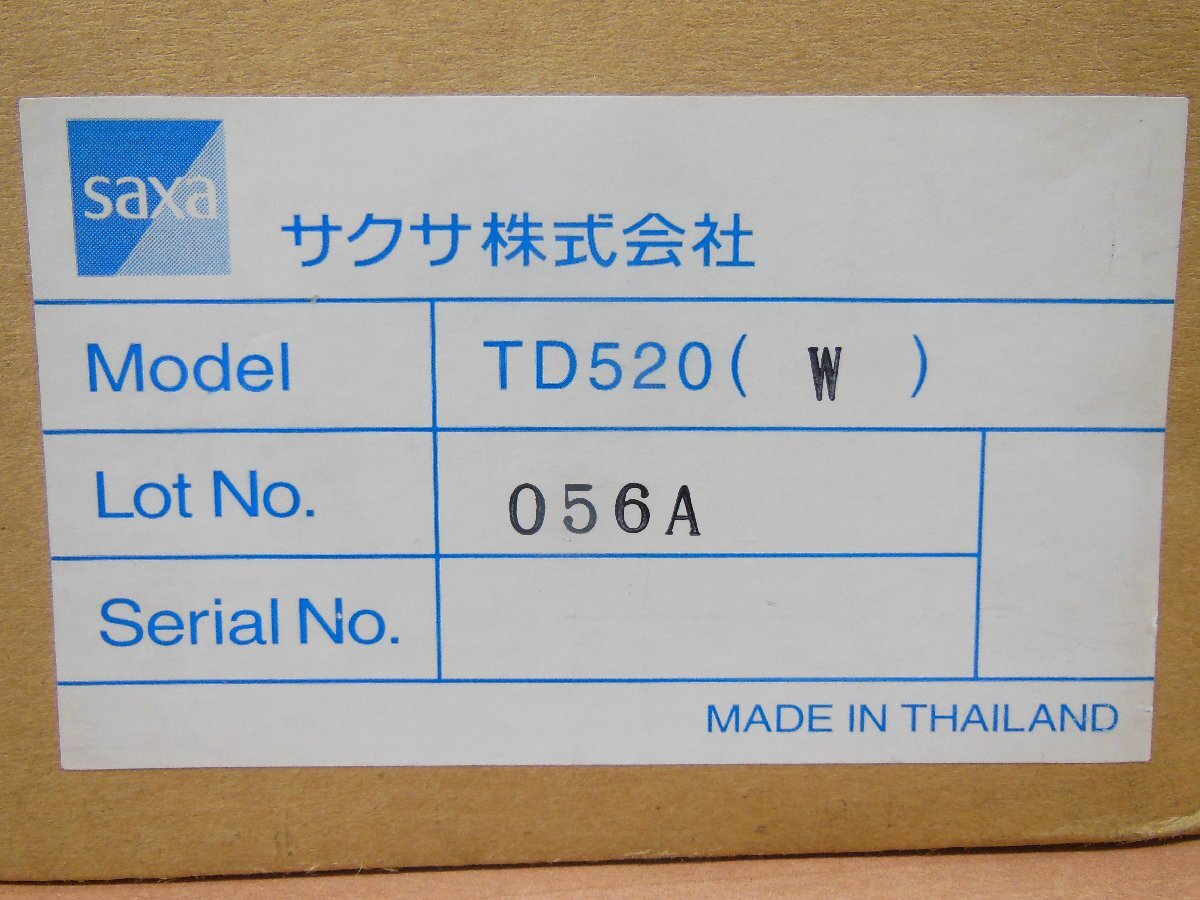 saxa
サクサ株式会社
Model TD520( W )
Lot No. 056A
Serial No.
MADE IN THAILAND